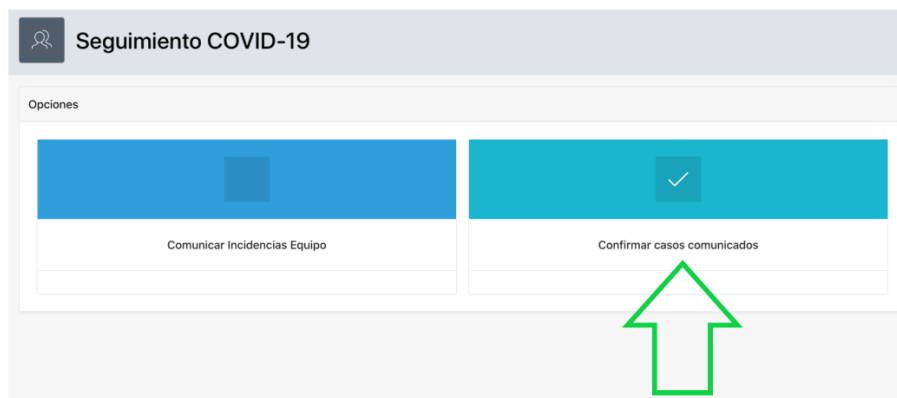 Seguimiento COVID-19
Opciones
Comunicar Incidencias Equipo
Confirmar casos comunicados